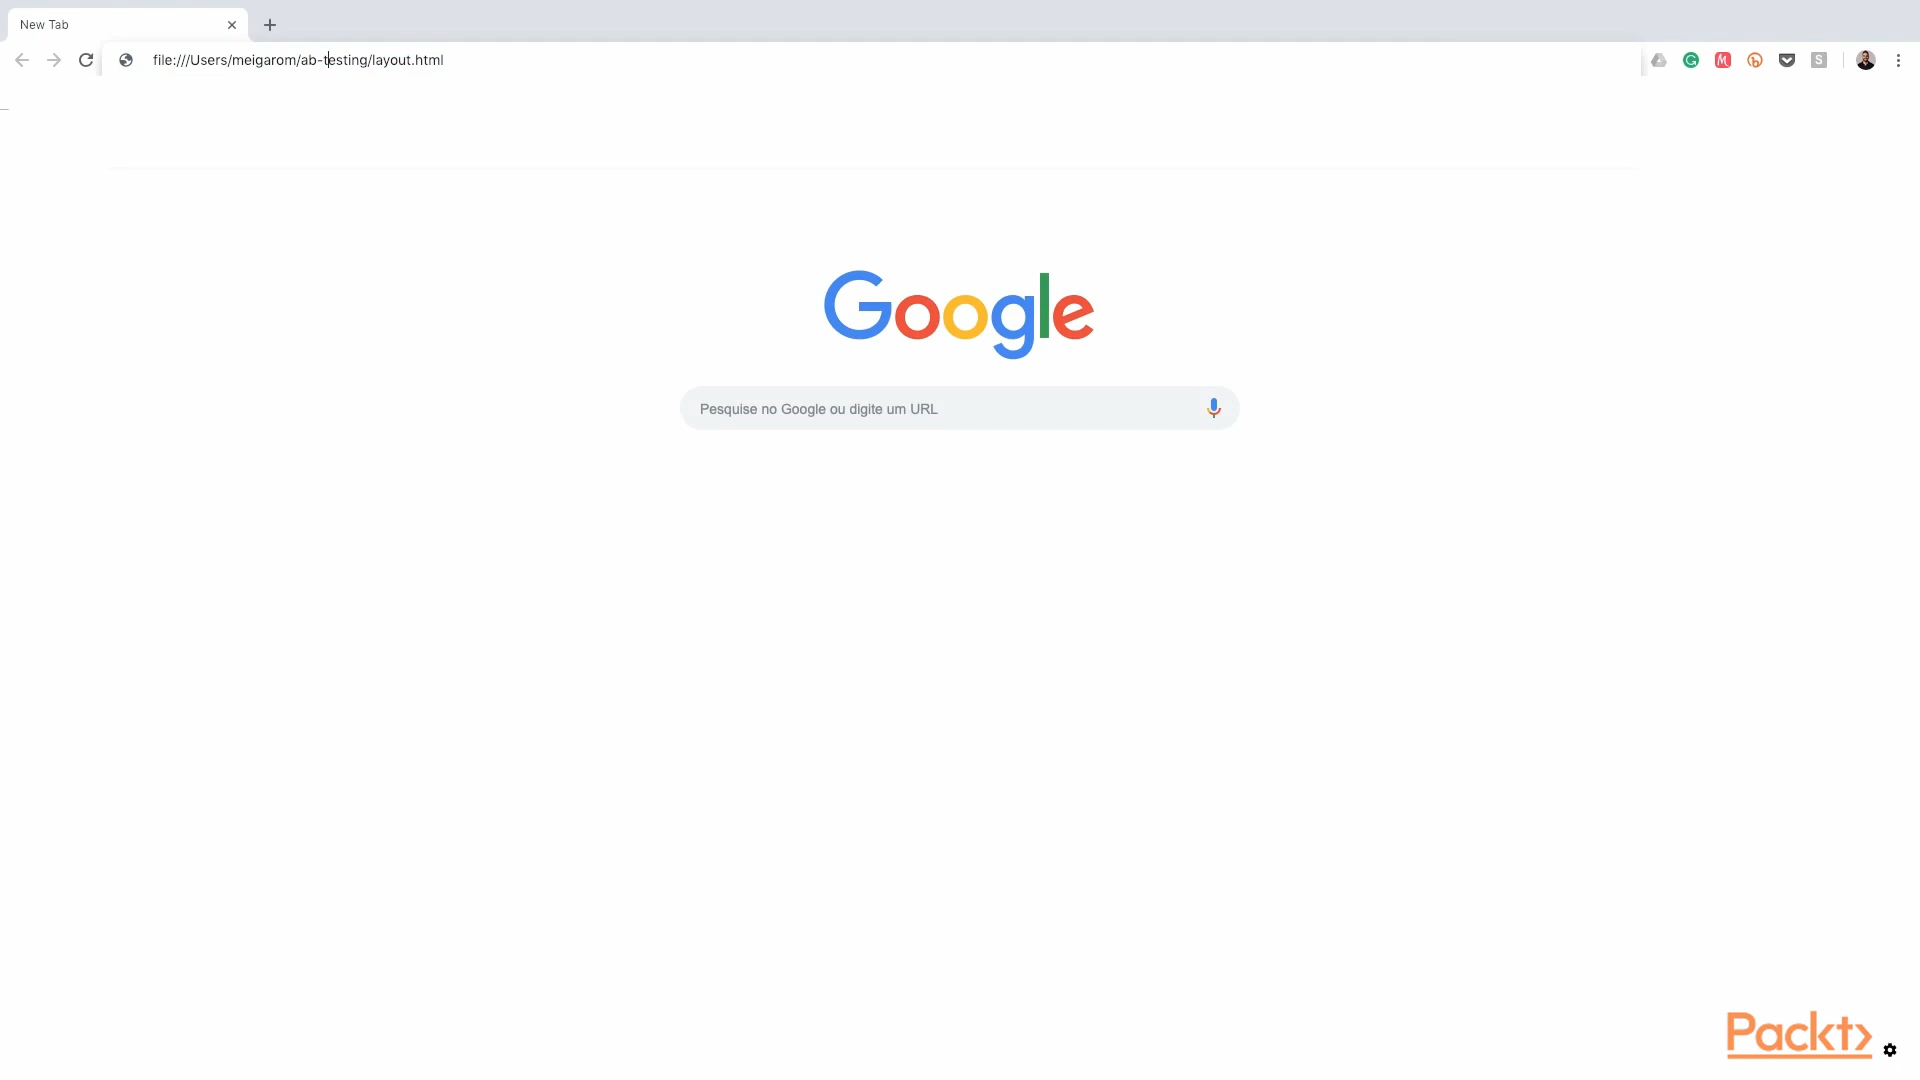 New Tab
file:///Users/meigarom/ab-testing/layout.html
Google
Pesquise no Google ou digite um URL
Packt>